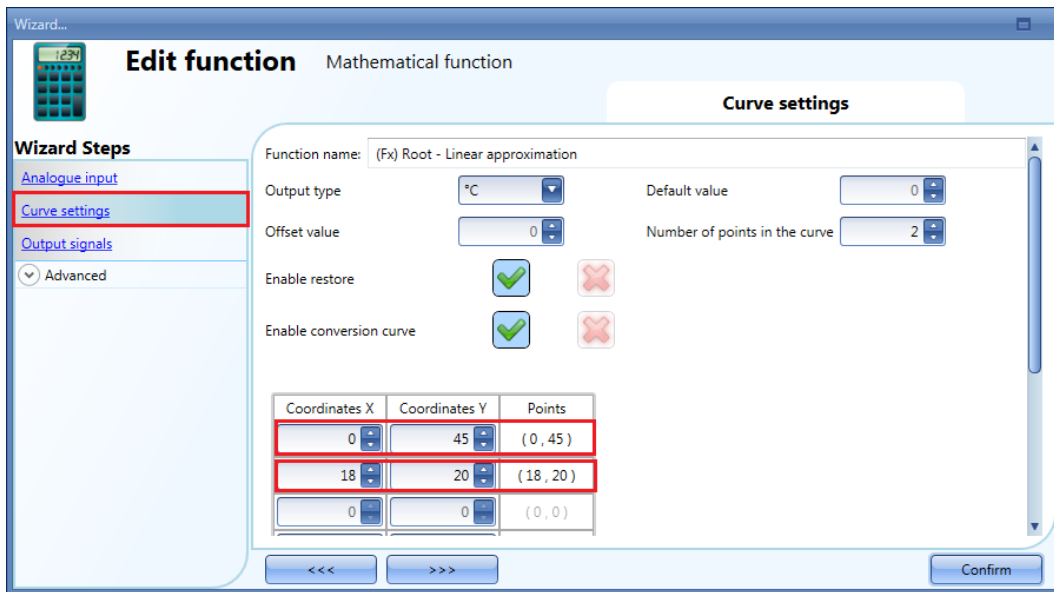 Wizard...
1234
Edit function Mathematical function
Curve settings
Wizard Steps
Analogue input
Curve settings
Output signals
Advanced
Function name: (Fx) Root - Linear approximation
Output type °C Default value 0
Offset value 0 Number of points in the curve 2
Enable restore
Enable conversion curve
Coordinates X Coordinates Y Points
0 45 ( 0 , 45 )
18 20 ( 18 , 20 )
0 0 ( 0 , 0 )
<<< >>> Confirm